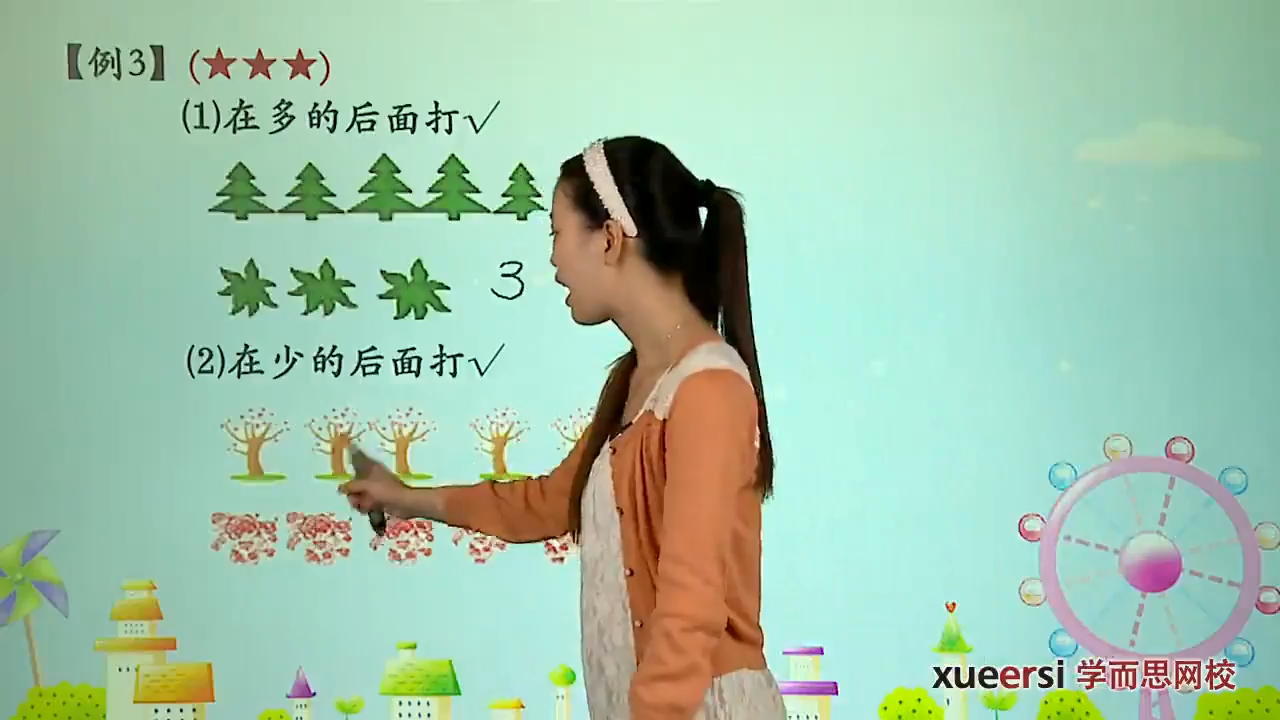 【例3】(★★★)
(1)在多的后面打√
3
(2)在少的后面打√
xueersi 学而思网校